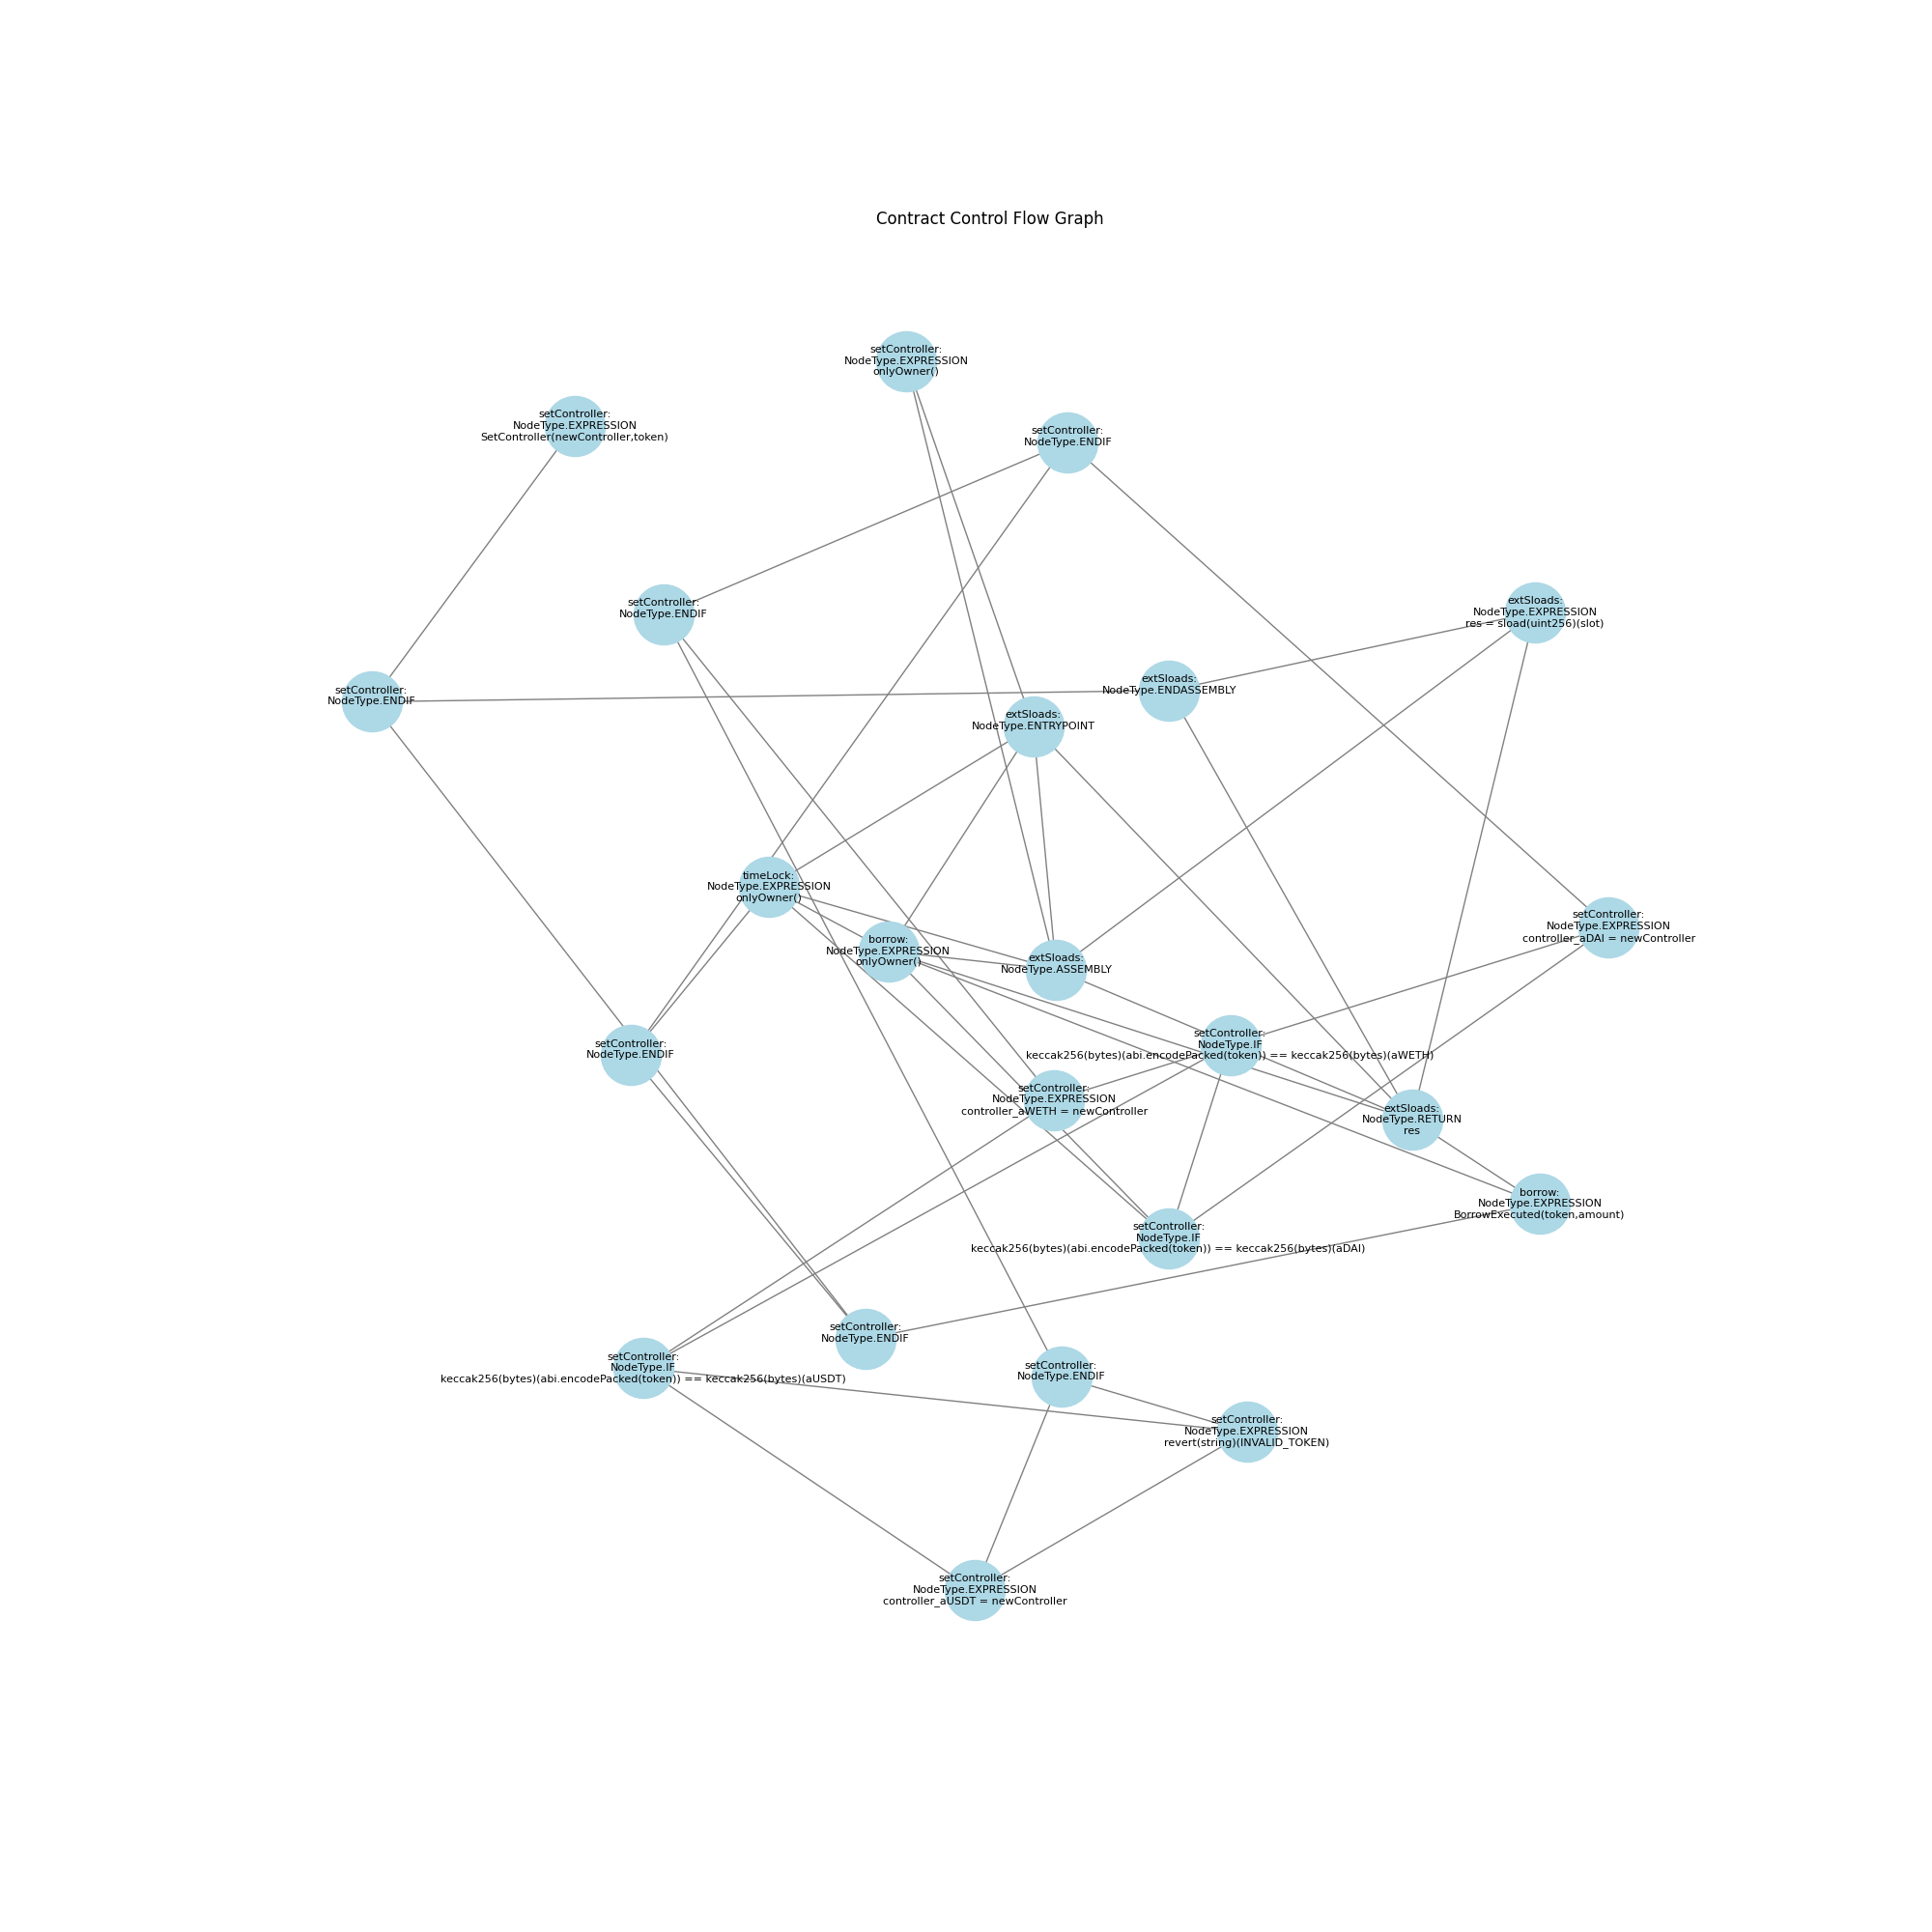 Contract Control Flow Graph
setController:
NodeType.EXPRESSION
onlyOwner()
setController:
NodeType.EXPRESSION
SetController(newController,token)
setController:
NodeType.ENDIF
setController:
NodeType.ENDIF
extSloads:
NodeType.EXPRESSION
res = sload(uint256)(slot)
setController:
NodeType.ENDIF
extSloads:
NodeType.ENDASSEMBLY
extSloads:
NodeType.ENTRYPOINT
timeLock:
NodeType.EXPRESSION
onlyOwner()
setController:
NodeType.EXPRESSION
controller_aDAI = newController
borrow:
NodeType.EXPRESSION
onlyOwner()
extSloads:
NodeType.ASSEMBLY
setController:
NodeType.IF
keccak256(bytes)(abi.encodePacked(token)) == keccak256(bytes)(aWETH)
setController:
NodeType.ENDIF
setController:
NodeType.EXPRESSION
controller_aWETH = newController
extSloads:
NodeType.RETURN
res
borrow:
NodeType.EXPRESSION
BorrowExecuted(token,amount)
setController:
NodeType.IF
keccak256(bytes)(abi.encodePacked(token)) == keccak256(bytes)(aDAI)
setController:
NodeType.ENDIF
setController:
NodeType.IF
keccak256(bytes)(abi.encodePacked(token)) == keccak256(bytes)(aUSDT)
setController:
NodeType.ENDIF
setController:
NodeType.EXPRESSION
revert(string)(INVALID_TOKEN)
setController:
NodeType.EXPRESSION
controller_aUSDT = newController